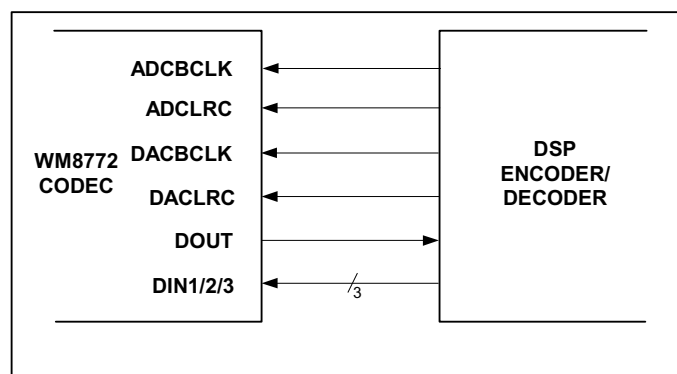 ADCBCLK
ADCLRC
WM8772
CODEC
DACBCLK
DACLRC
DOUT
DIN1/2/3
3
DSP
ENCODER/
DECODER